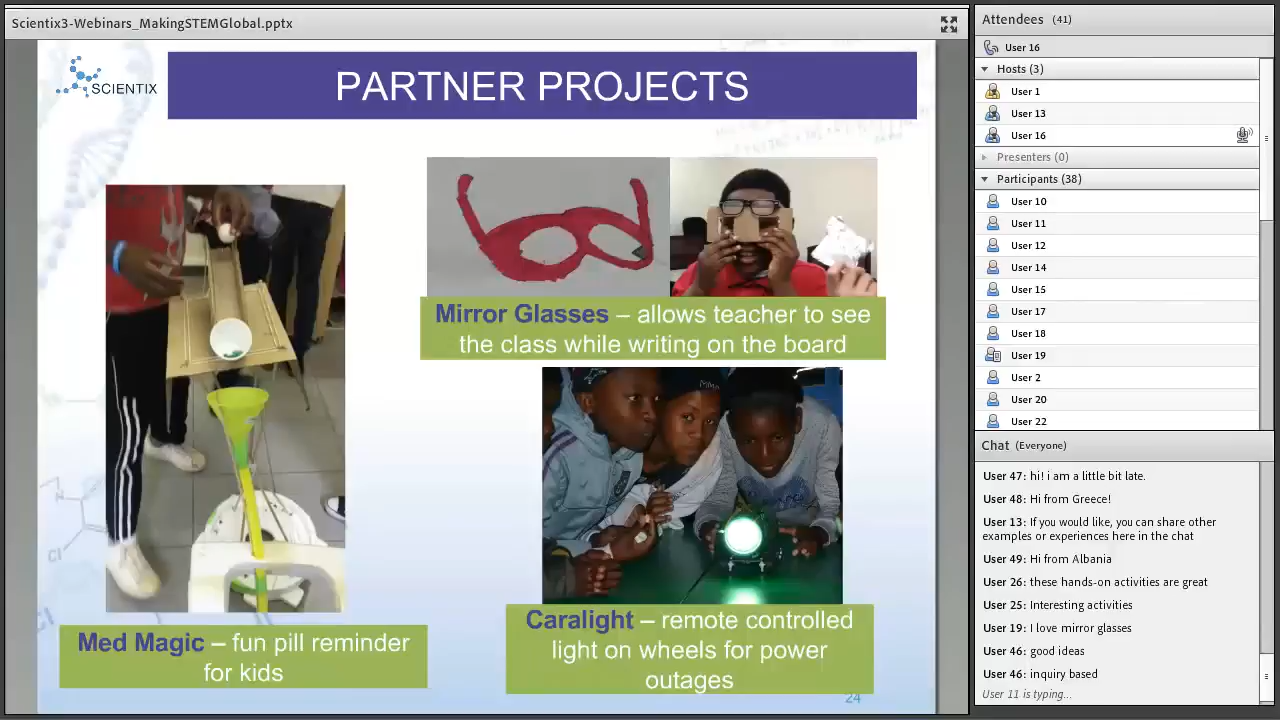 Scientix3-Webinars_MakingSTEMGlobal.pptx
SCIENTIX
PARTNER PROJECTS
Mirror Glasses – allows teacher to see
the class while writing on the board
Med Magic – fun pill reminder
for kids
Caralight – remote controlled
light on wheels for power
outages
24
Attendees (41)
User 16
Hosts (3)
User 1
User 13
User 16
Presenters (0)
Participants (38)
User 10
User 11
User 12
User 14
User 15
User 17
User 18
User 19
User 2
User 20
User 22
Chat (Everyone)
User 47: hi! i am a little bit late.
User 48: Hi from Greece!
User 13: If you would like, you can share other
examples or experiences here in the chat
User 49: Hi from Albania
User 26: these hands-on activities are great
User 25: Interesting activities
User 19: I love mirror glasses
User 46: good ideas
User 46: inquiry based
User 11 is typing...